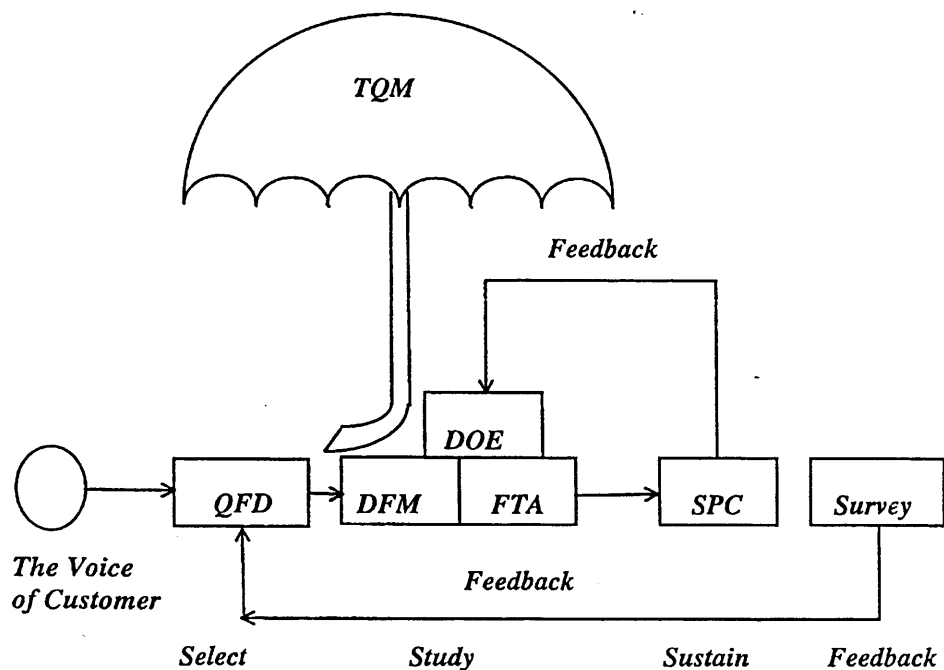 TQM
Feedback
DOE
QFD
DFM
FTA
SPC
Survey
The Voice
of Customer
Feedback
Select
Study
Sustain
Feedback